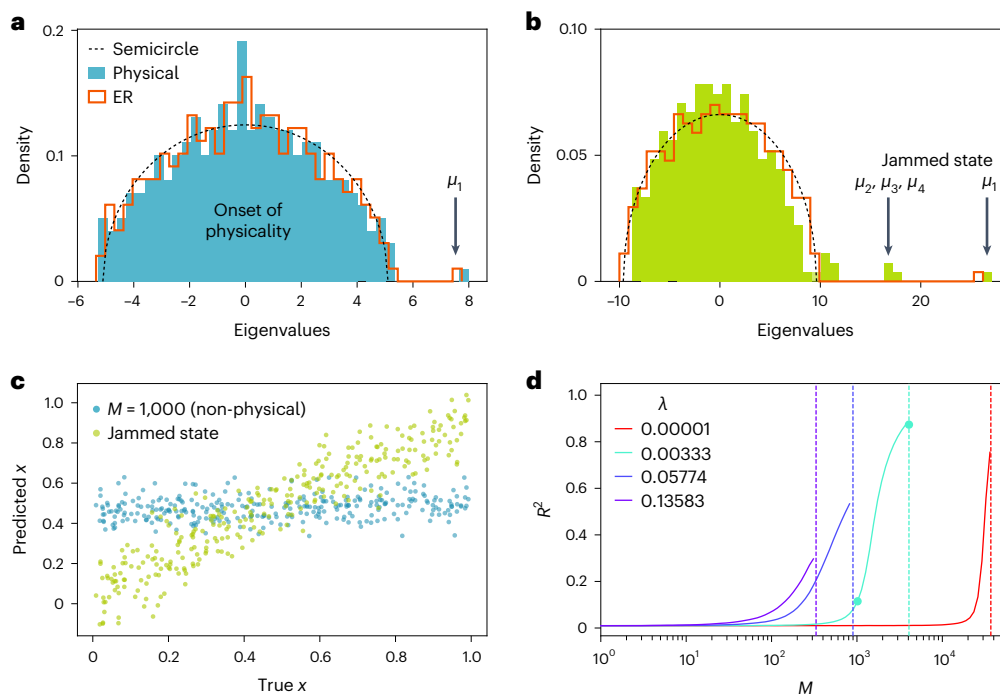 a
0.2
0.1
0
Density
Semicircle
Physical
ER
Onset of
physicality
μ1
−6
−4
−2
0
2
4
6
8
Eigenvalues
b
0.10
0.05
0
Density
Jammed state
μ2, μ3, μ4
μ1
−10
0
10
20
Eigenvalues
c
1.0
0.8
0.6
0.4
0.2
0
Predicted x
M = 1,000 (non-physical)
Jammed state
0
0.2
0.4
0.6
0.8
1.0
True x
d
1.0
0.8
0.6
0.4
0.2
0
R²
λ
0.00001
0.00333
0.05774
0.13583
10⁰
10¹
10²
10³
10⁴
M